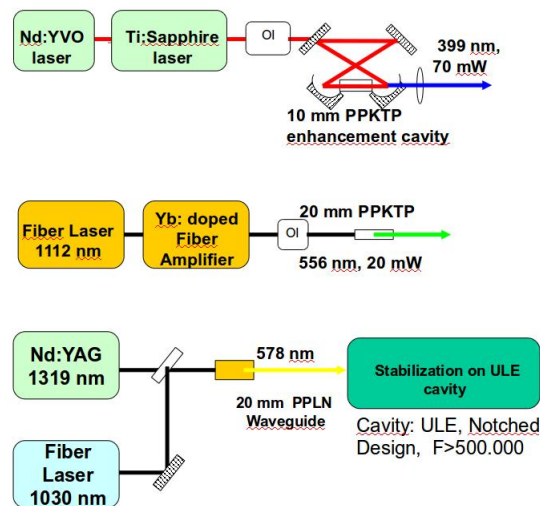 Nd:YVO
laser
Ti:Sapphire
laser
OI
399 nm,
70 mW
10 mm PPKTP
enhancement cavity
Fiber Laser
1112 nm
Yb: doped
Fiber
Amplifier
OI
20 mm PPKTP
556 nm, 20 mW
Nd:YAG
1319 nm
Fiber
Laser
1030 nm
578 nm
20 mm PPLN
Waveguide
Stabilization on ULE
cavity
Cavity: ULE, Notched
Design, F>500.000